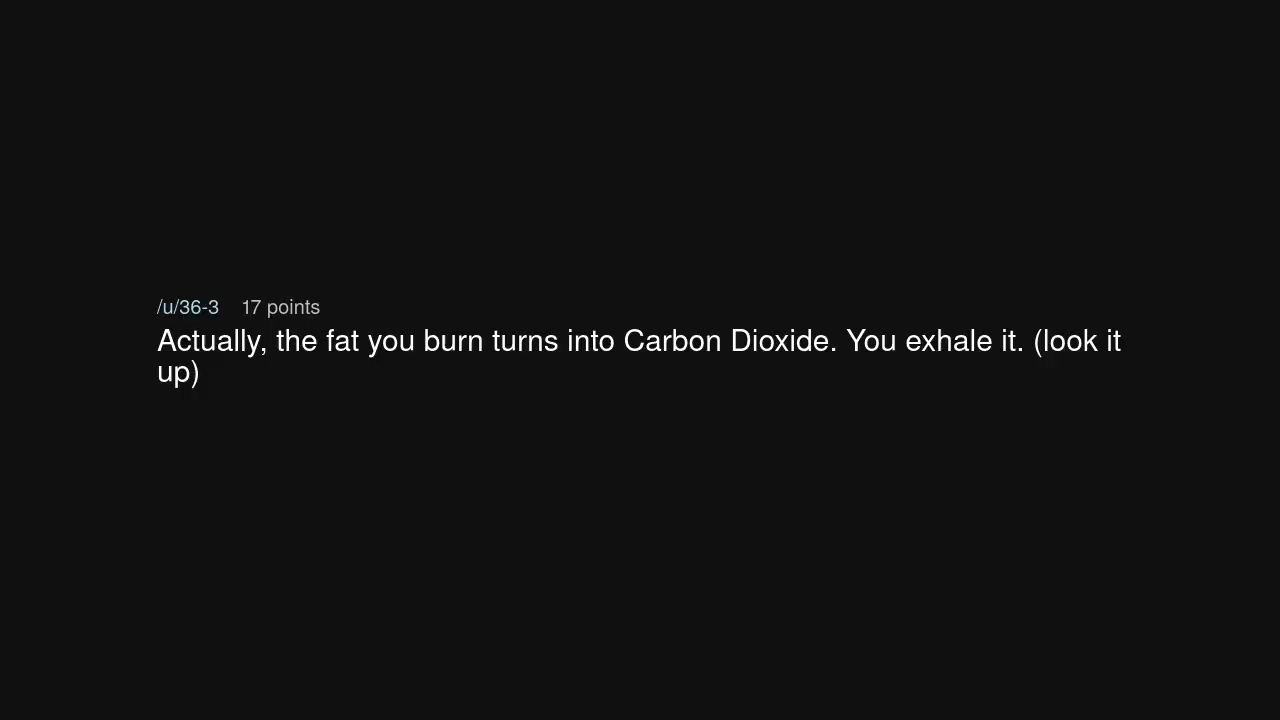 /u/36-3 17 points
Actually, the fat you burn turns into Carbon Dioxide. You exhale it. (look it
up)